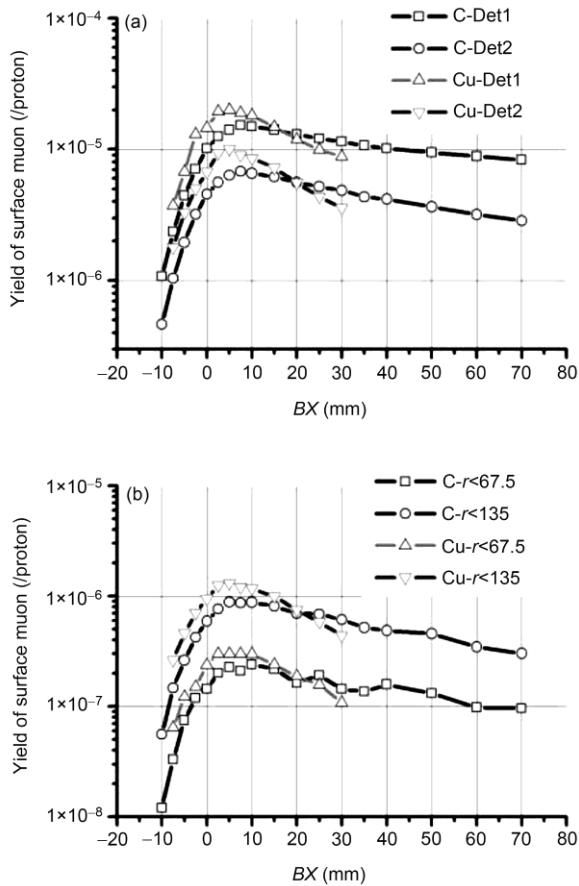 (a)
C-Det1
C-Det2
Cu-Det1
Cu-Det2
Yield of surface muon (/proton)
1×10⁻⁴
1×10⁻⁵
1×10⁻⁶
−20 −10 0 10 20 30 40 50 60 70 80
BX (mm)
(b)
C-r<67.5
C-r<135
Cu-r<67.5
Cu-r<135
Yield of surface muon (/proton)
1×10⁻⁵
1×10⁻⁶
1×10⁻⁷
1×10⁻⁸
−20 −10 0 10 20 30 40 50 60 70 80
BX (mm)